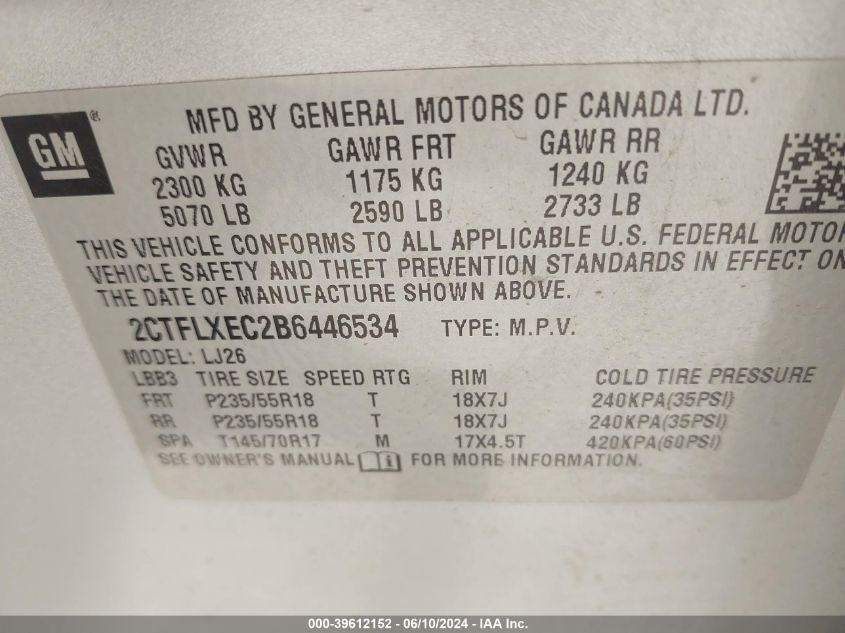 GM ®
MFD BY GENERAL MOTORS OF CANADA LTD.
GVWR GAWR FRT GAWR RR
2300 KG 1175 KG 1240 KG
5070 LB 2590 LB 2733 LB
THIS VEHICLE CONFORMS TO ALL APPLICABLE U.S. FEDERAL MOTOR
VEHICLE SAFETY AND THEFT PREVENTION STANDARDS IN EFFECT ON
THE DATE OF MANUFACTURE SHOWN ABOVE.
2CTFLXEC2B6446534 TYPE: M.P.V.
MODEL: LJ26
LBB3 TIRE SIZE SPEED RTG RIM COLD TIRE PRESSURE
FRT P235/55R18 T 18X7J 240KPA(35PSI)
RR P235/55R18 T 18X7J 240KPA(35PSI)
SPA T145/70R17 M 17X4.5T 420KPA(60PSI)
SEE OWNER'S MANUAL FOR MORE INFORMATION.
000-39612152 - 06/10/2024 - IAA Inc.